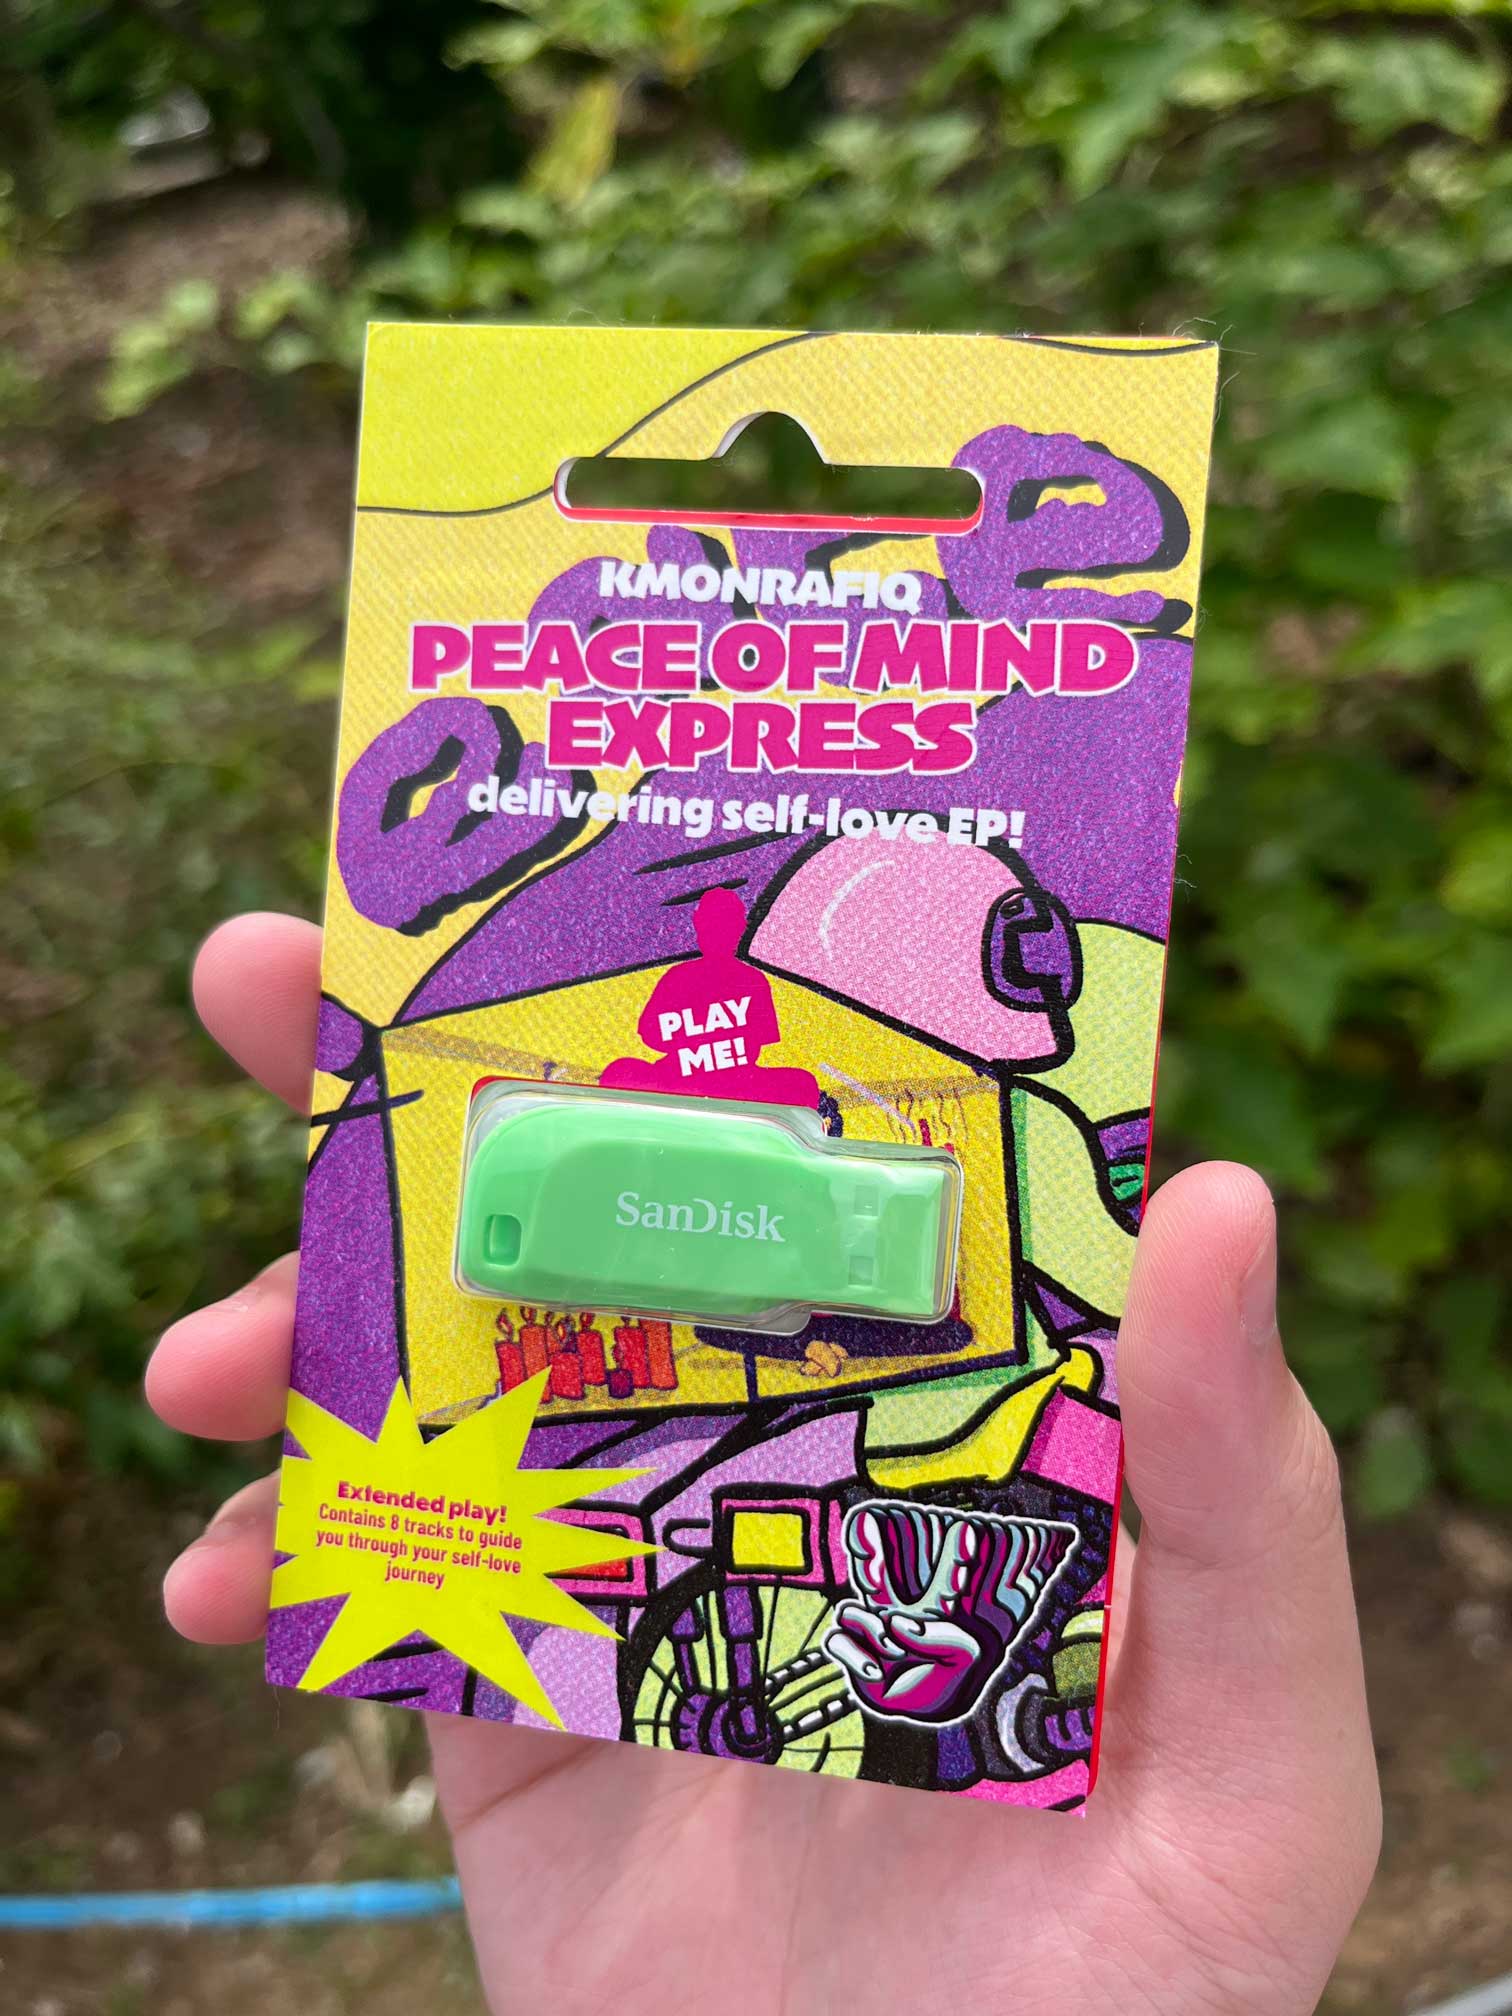 KMONRAFIQ
PEACE OF MIND
EXPRESS
delivering self-love EP!
PLAY
ME!
SanDisk
Extended play!
Contains 8 tracks to guide
you through your self-love
journey